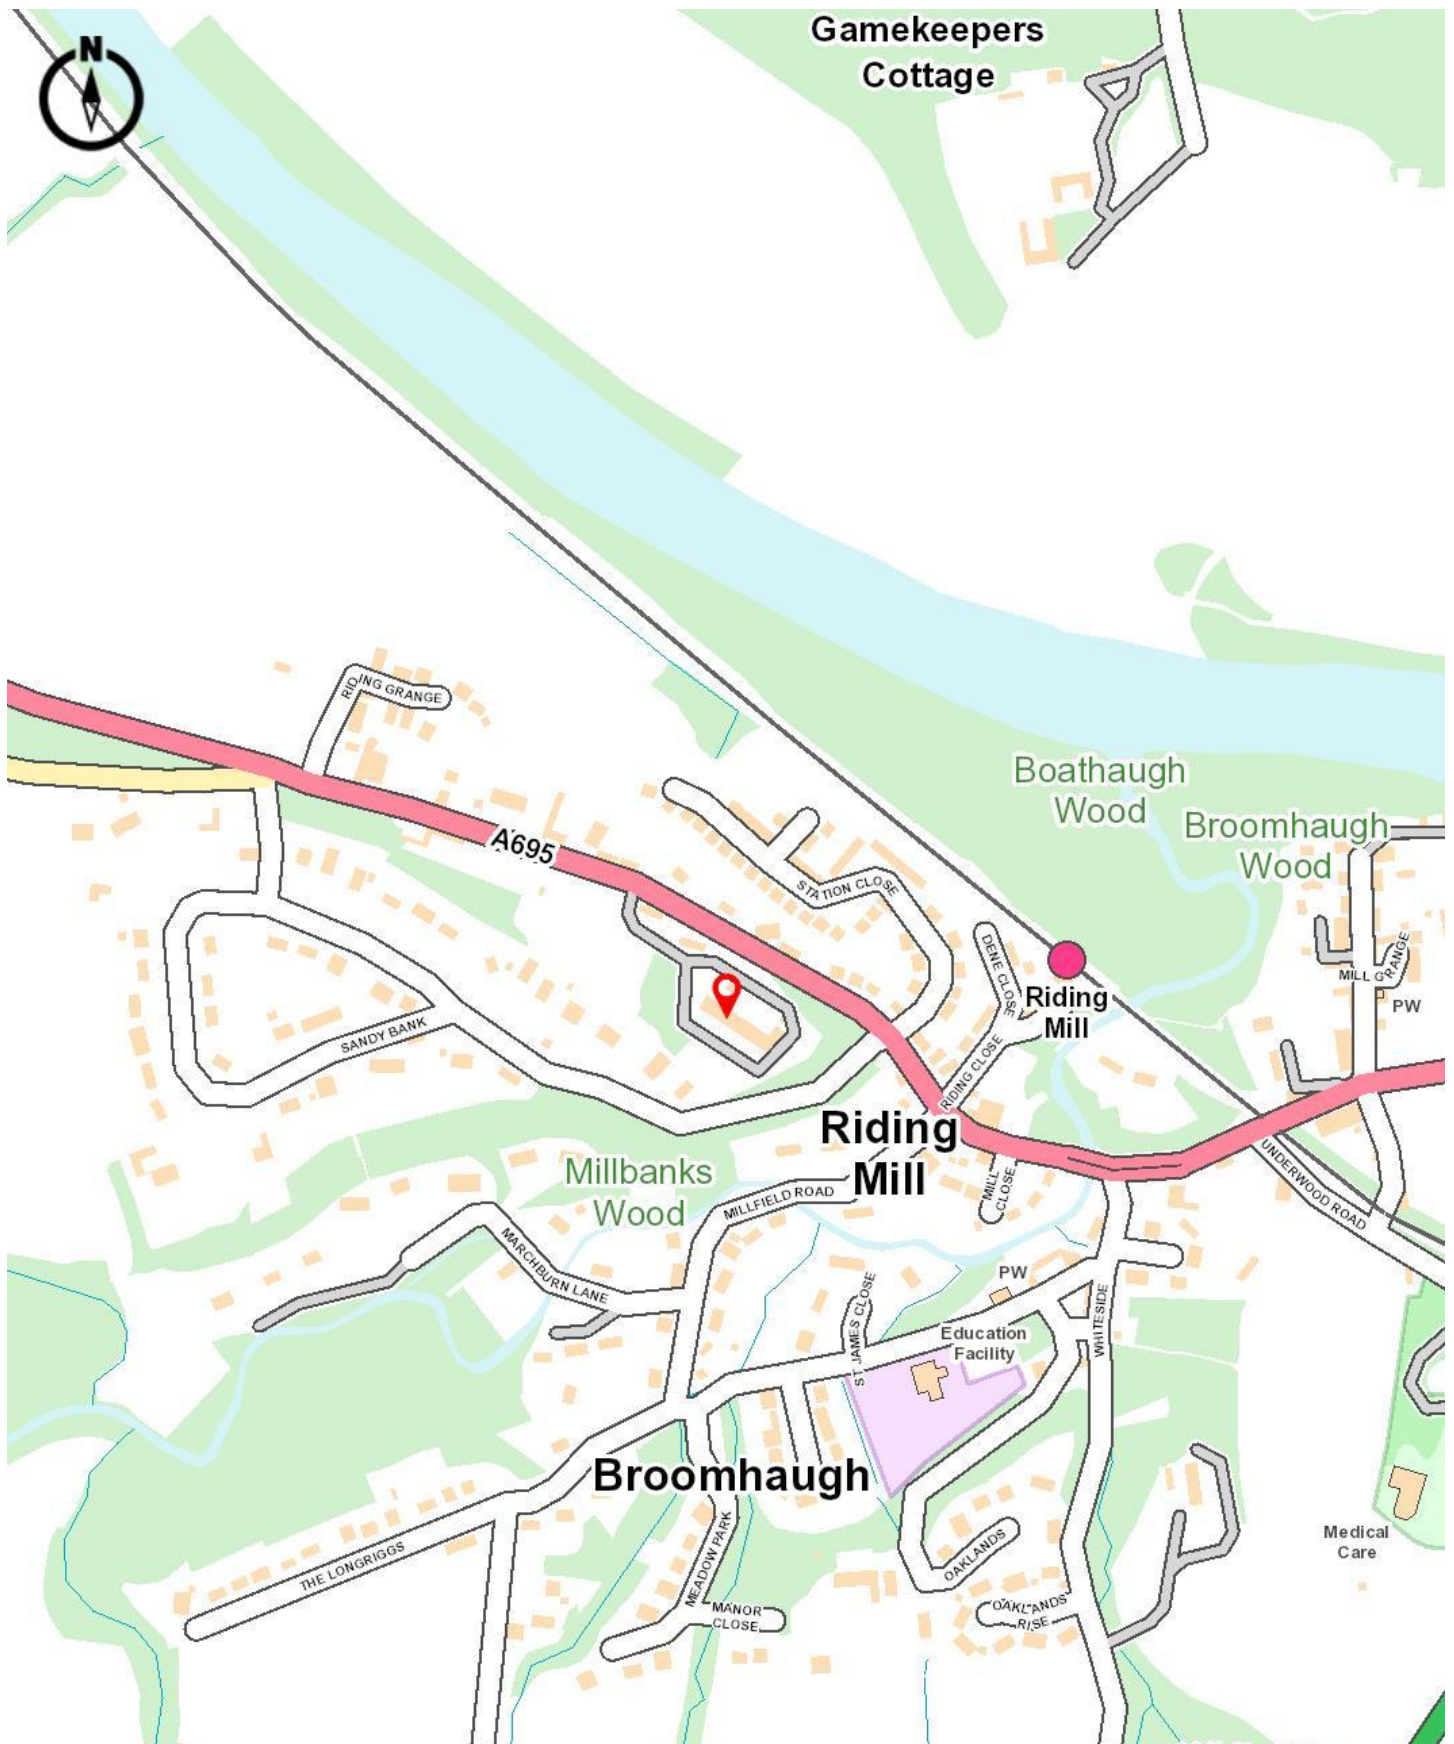 N
Gamekeepers
Cottage
RIDING GRANGE
A695
Boathaugh
Wood
Broomhaugh
Wood
STATION CLOSE
DENE CLOSE
Riding
Mill
MILL GRANGE
PW
SANDY BANK
RIDING CLOSE
Riding
Mill
MILL
CLOSE
UNDERWOOD ROAD
Millbanks
Wood
MILLFIELD ROAD
MARCHBURN LANE
PW
ST JAMES CLOSE
WHITESIDE
Education
Facility
Broomhaugh
THE LONGRIGGS
MEADOW PARK
MANOR
CLOSE
OAKLANDS
OAKLANDS
RISE
Medical
Care